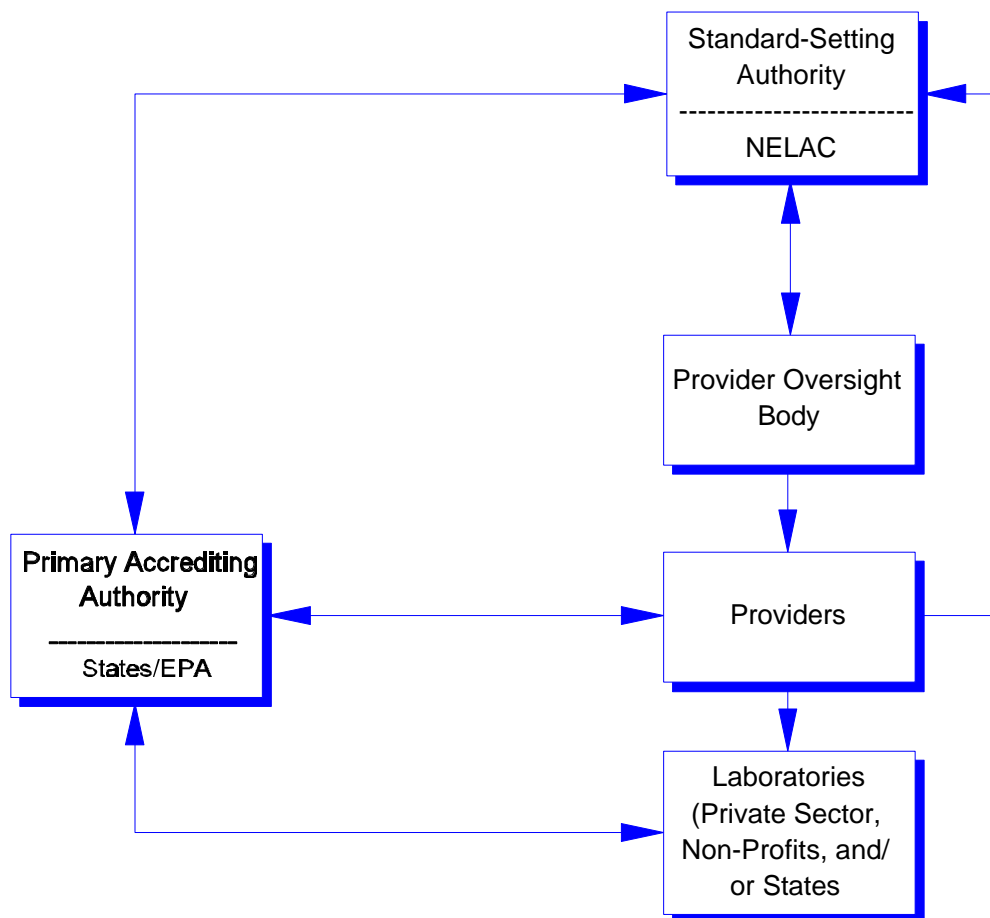 Standard-Setting
Authority
-------------------------
NELAC
Provider Oversight
Body
Primary Accrediting
Authority
--------------------
States/EPA
Providers
Laboratories
(Private Sector,
Non-Profits, and/
or States